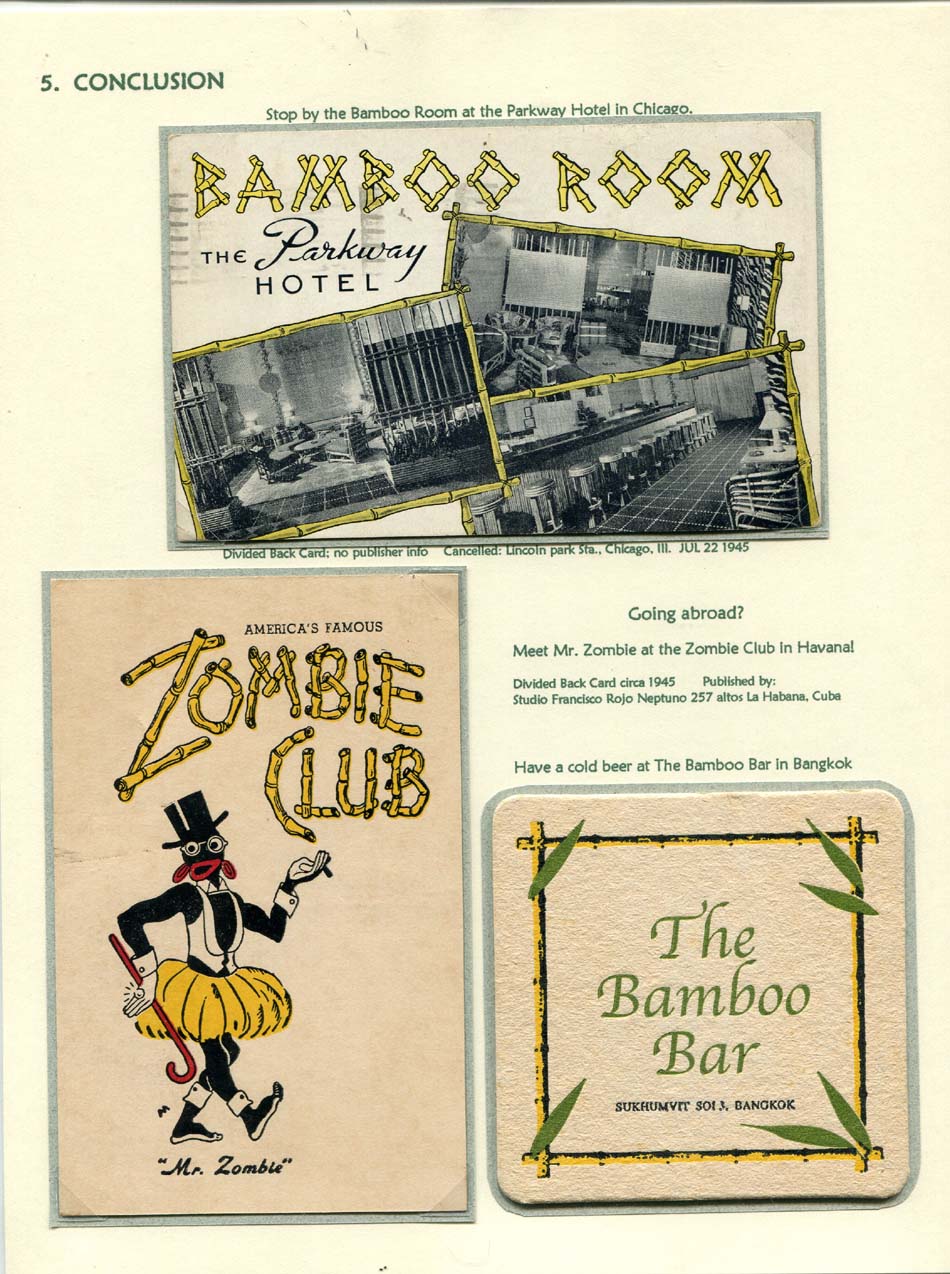 5. CONCLUSION
Stop by the Bamboo Room at the Parkway Hotel in Chicago.
BAMBOO ROOM
THE Parkway
HOTEL
Divided Back Card; no publisher info Cancelled: Lincoln park Sta., Chicago, Ill. JUL 22 1945
AMERICA'S FAMOUS
ZOMBIE
CLUB
"Mr. Zombie"
Going abroad?
Meet Mr. Zombie at the Zombie Club in Havana!
Divided Back Card circa 1945 Published by:
Studio Francisco Rojo Neptuno 257 altos La Habana, Cuba
Have a cold beer at The Bamboo Bar in Bangkok
The
Bamboo
Bar
SUKHUMVIT SOI 3, BANGKOK